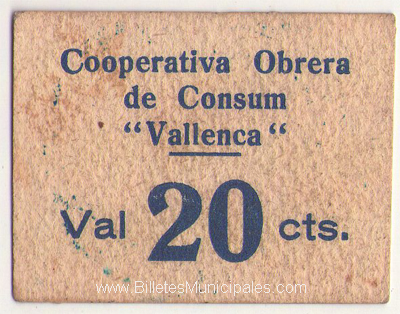 Cooperativa Obrera
de Consum
"Vallenca"
Val 20 cts.
www.BilletesMunicipales.com